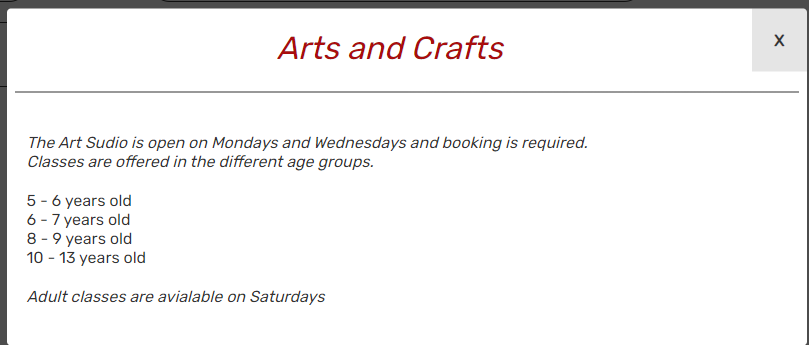 Arts and Crafts
X
The Art Sudio is open on Mondays and Wednesdays and booking is required.
Classes are offered in the different age groups.
5 - 6 years old
6 - 7 years old
8 - 9 years old
10 - 13 years old
Adult classes are avialable on Saturdays